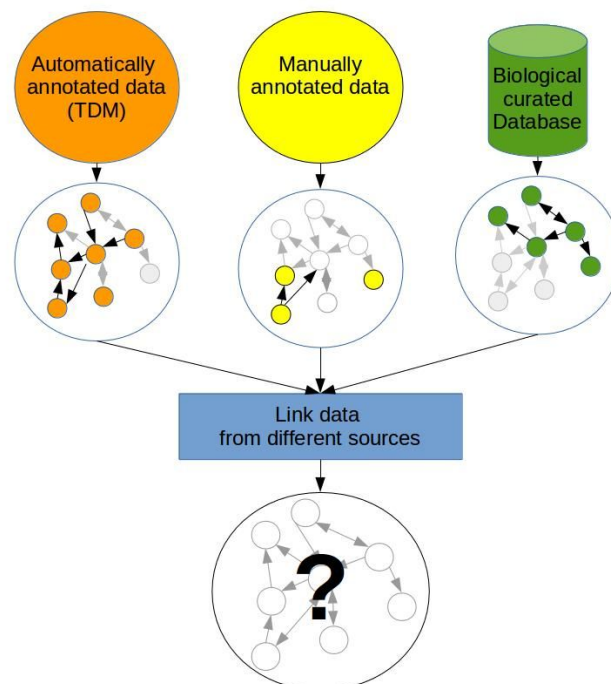 Automatically
annotated data
(TDM)
Manually
annotated data
Biological
curated
Database
Link data
from different sources
?